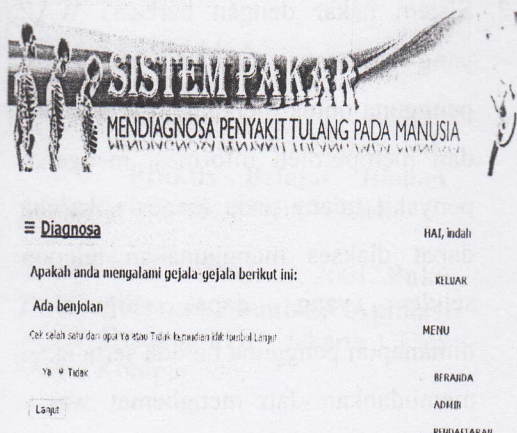 SISTEM PAKAR
MENDIAGNOSA PENYAKIT TULANG PADA MANUSIA
Diagnosa
Apakah anda mengalami gejala-gejala berikut ini:
Ada benjolan
Cek salah satu dari opsi Ya atau Tidak kemudian klik tombol Lanjut
Ya Tidak
Lanjut
HAI, indah
KELUAR
MENU
BERANDA
ADMIN
PENDAFTARAN